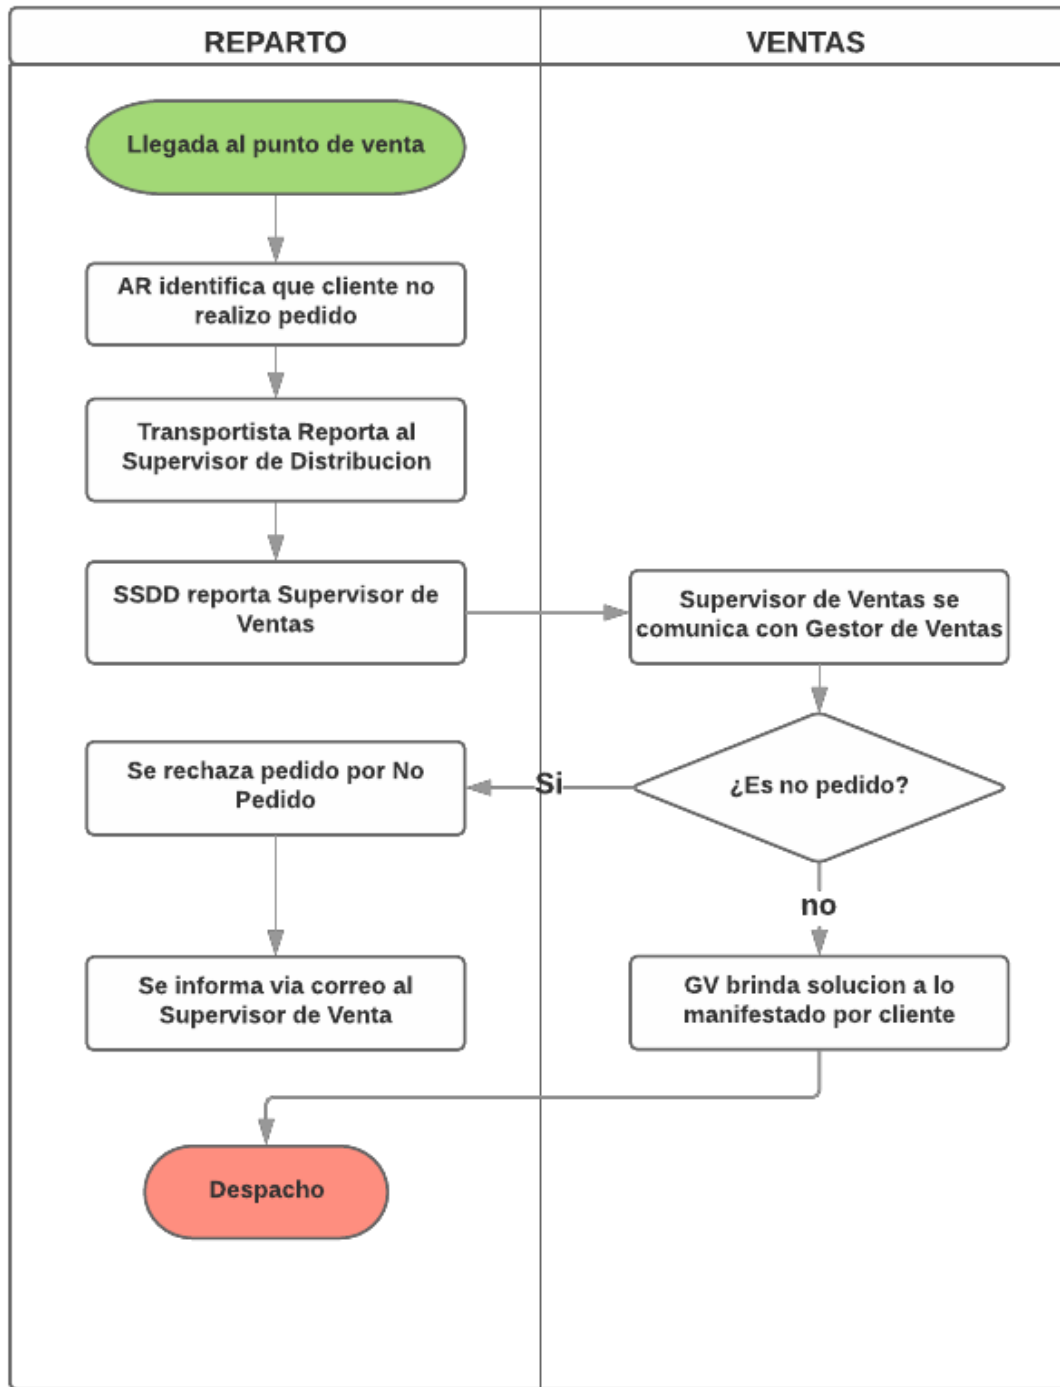 REPARTO
VENTAS
Llegada al punto de venta
AR identifica que cliente no
realizo pedido
Transportista Reporta al
Supervisor de Distribucion
SSDD reporta Supervisor de
Ventas
Supervisor de Ventas se
comunica con Gestor de Ventas
¿Es no pedido?
Si
Se rechaza pedido por No
Pedido
no
Se informa via correo al
Supervisor de Venta
GV brinda solucion a lo
manifestado por cliente
Despacho